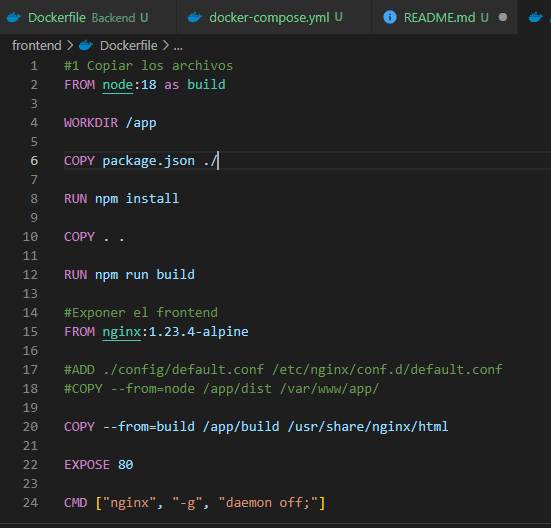 Dockerfile Backend U docker-compose.yml U README.md U
frontend > Dockerfile > ...
1 #1 Copiar los archivos
2 FROM node:18 as build
3
4 WORKDIR /app
5
6 COPY package.json ./
7
8 RUN npm install
9
10 COPY . .
11
12 RUN npm run build
13
14 #Exponer el frontend
15 FROM nginx:1.23.4-alpine
16
17 #ADD ./config/default.conf /etc/nginx/conf.d/default.conf
18 #COPY --from=node /app/dist /var/www/app/
19
20 COPY --from=build /app/build /usr/share/nginx/html
21
22 EXPOSE 80
23
24 CMD ["nginx", "-g", "daemon off;"]